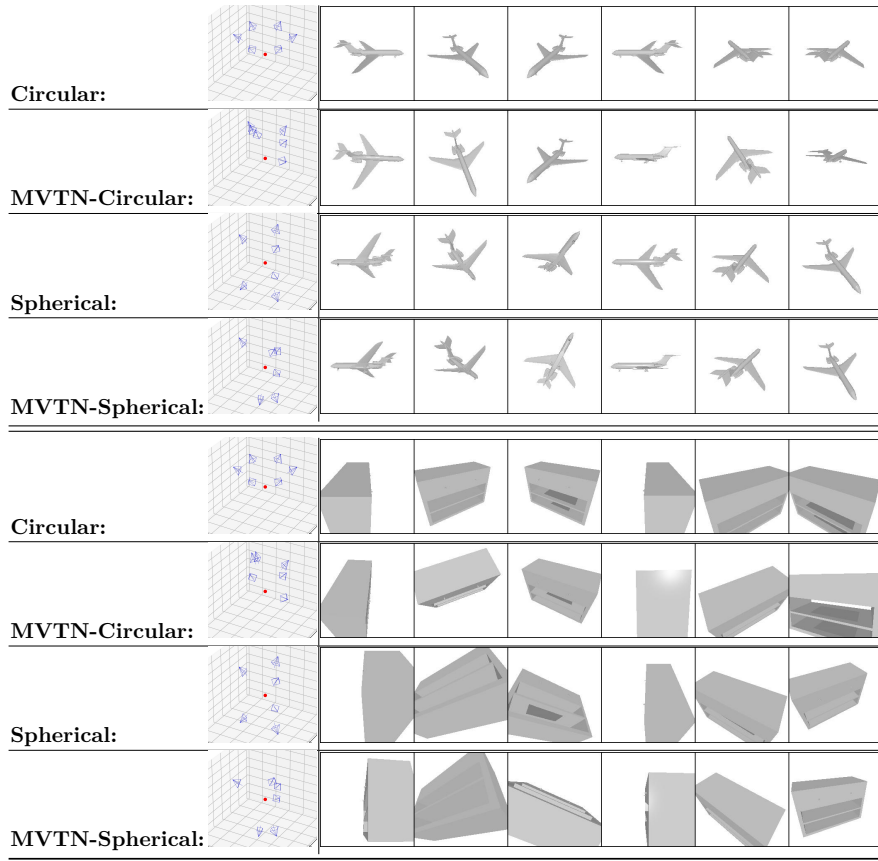 Circular:
MVTN-Circular:
Spherical:
MVTN-Spherical:
Circular:
MVTN-Circular:
Spherical:
MVTN-Spherical: